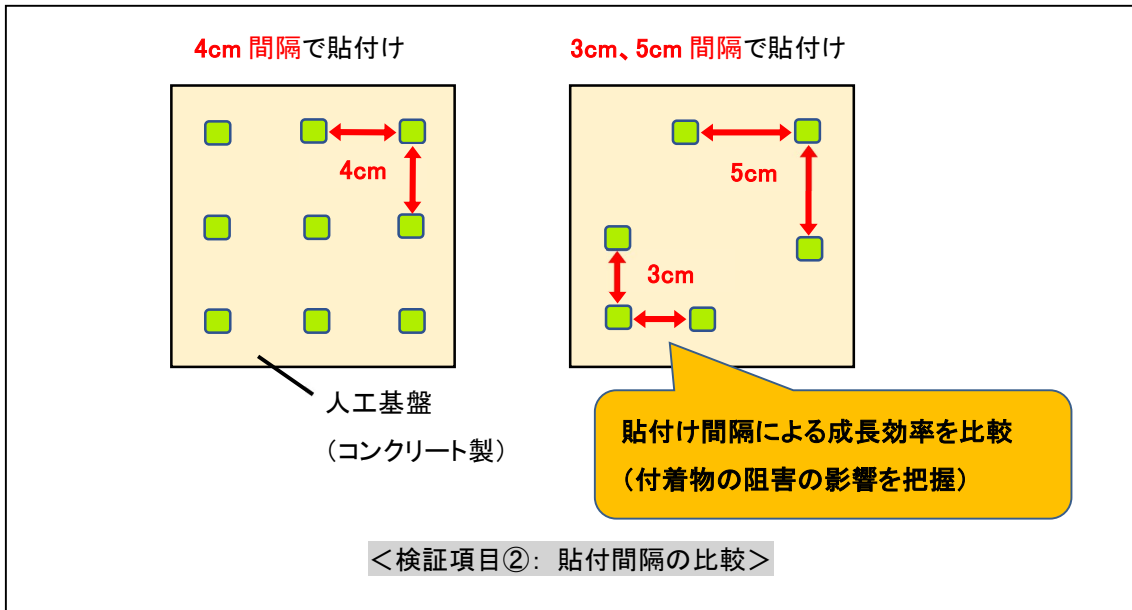 4cm 間隔で貼付け
3cm、5cm 間隔で貼付け
4cm
5cm
3cm
人工基盤
（コンクリート製）
貼付け間隔による成長効率を比較
（付着物の阻害の影響を把握）
＜検証項目②： 貼付間隔の比較＞